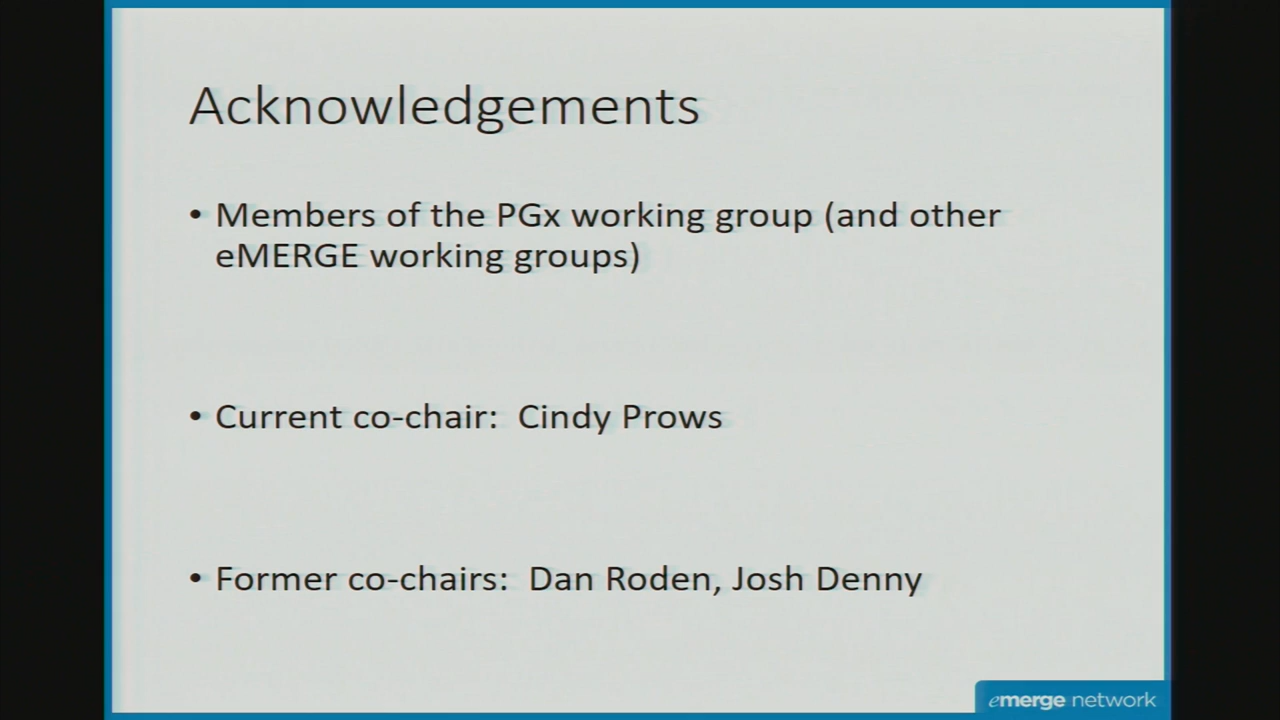 Acknowledgements
• Members of the PGx working group (and other
eMERGE working groups)
• Current co-chair:  Cindy Prows
• Former co-chairs:  Dan Roden, Josh Denny
emerge network